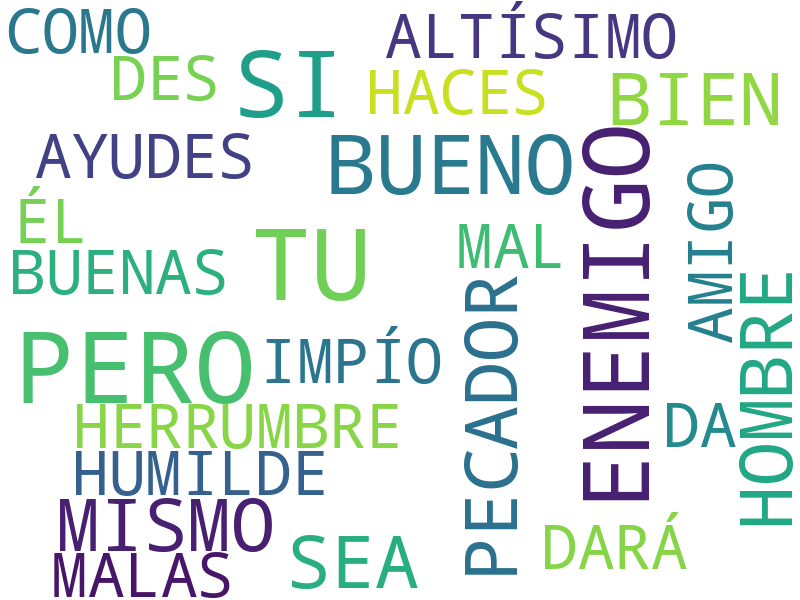 COMO
ALTÍSIMO
DES
SI
HACES
BIEN
AYUDES
BUENO
ENEMIGO
AMIGO
ÉL
BUENAS
TU
MAL
HOMBRE
PERO
IMPÍO
PECADOR
HERRUMBRE
DA
HUMILDE
MISMO
MALAS
SEA
DARÁ